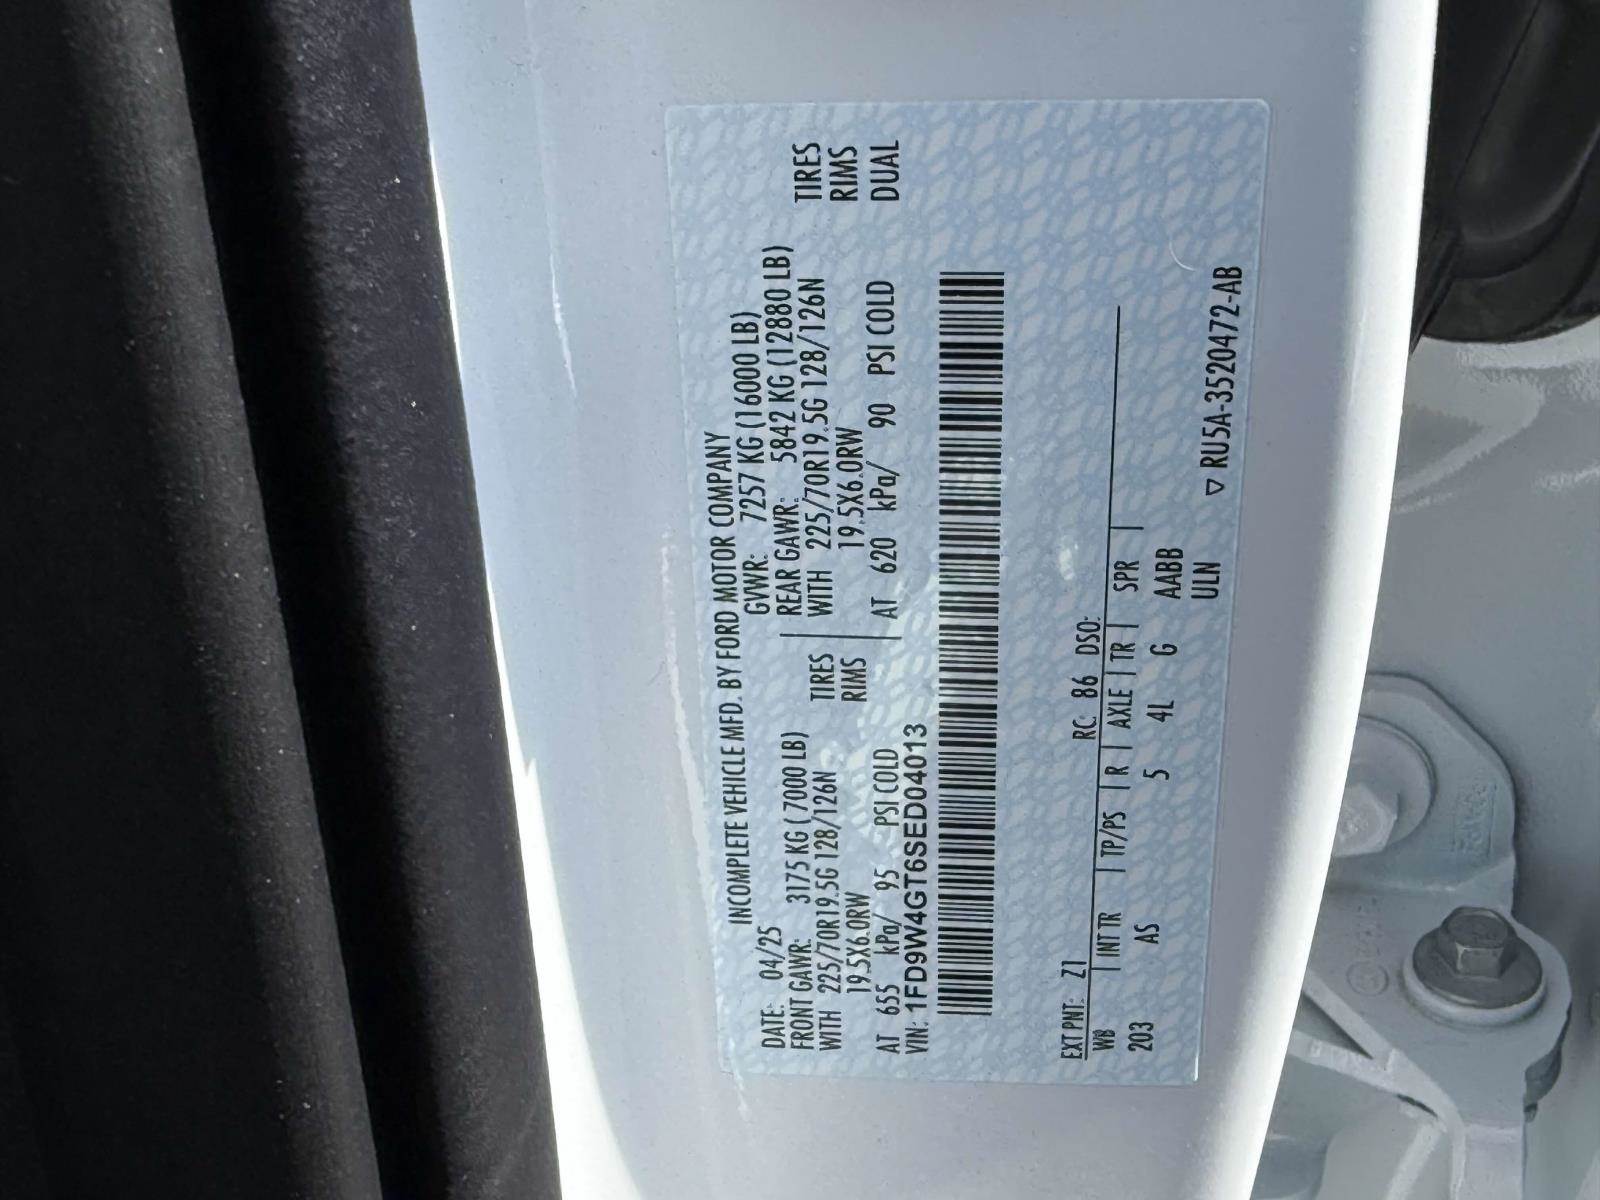 INCOMPLETE VEHICLE MFD. BY FORD MOTOR COMPANY
DATE: 04/25 GVWR: 7257 KG (16000 LB)
FRONT GAWR: 3175 KG ( 7000 LB) REAR GAWR: 5842 KG (12880 LB)
WITH 225/70R19.5G 128/126N TIRES WITH 225/70R19.5G 128/126N TIRES
19.5X6.0RW RIMS 19.5X6.0RW RIMS
AT 655 kPa/ 95 PSI COLD AT 620 kPa/ 90 PSI COLD DUAL
VIN: 1FD9W4GT6SED04013
EXT PNT: Z1 RC: 86 DSO:
WB | INT TR | TP/PS | R | AXLE | TR | SPR |
203 AS 5 4L G AABB
ULN
▽ RU5A-3520472-AB